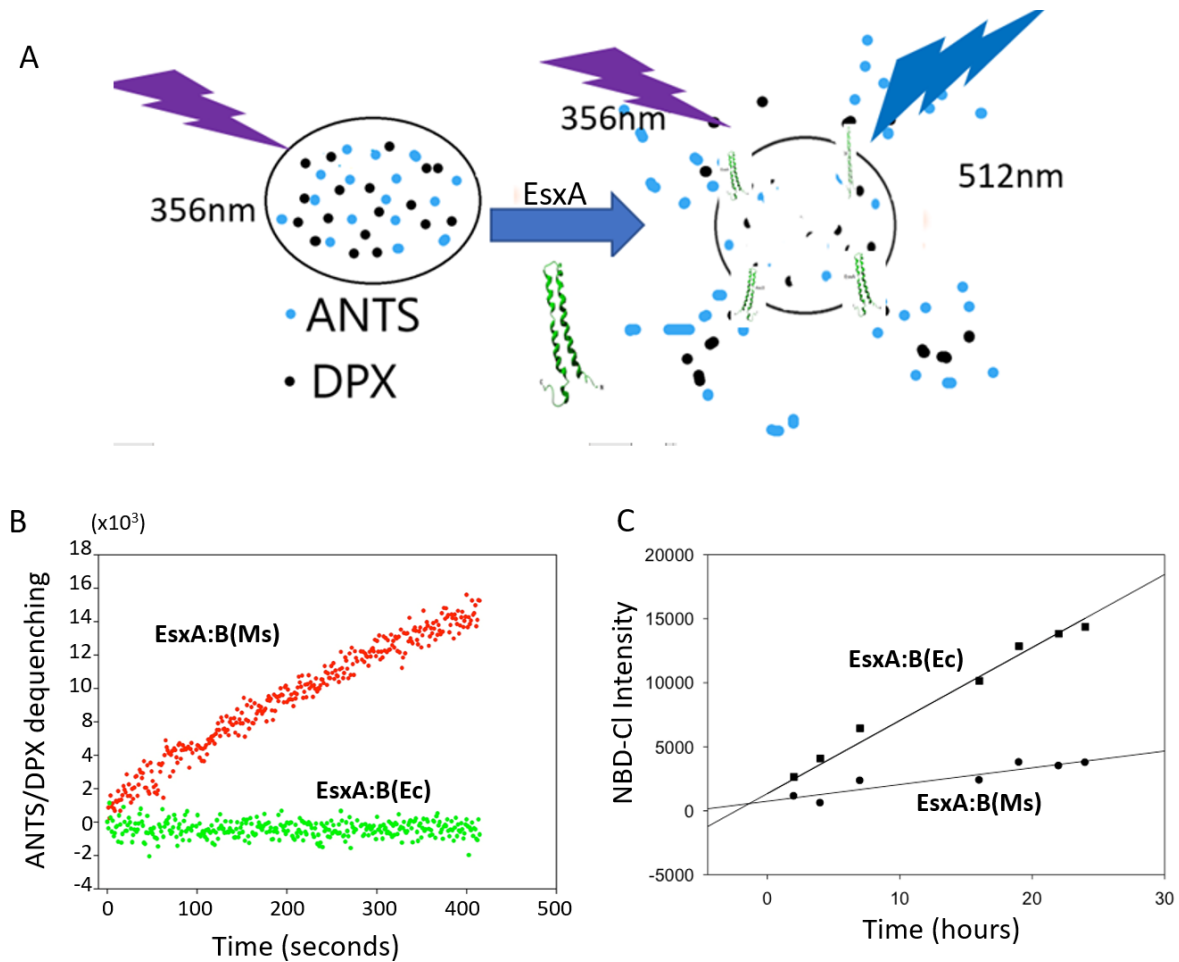 A
356nm
356nm
512nm
EsxA
ANTS
DPX
B
(x10³)
ANTS/DPX dequenching
18
16
14
12
10
8
4
2
0
-2
-4
EsxA:B(Ms)
EsxA:B(Ec)
0 100 200 300 400 500
Time (seconds)
C
NBD-Cl Intensity
20000
15000
10000
5000
0
-5000
EsxA:B(Ec)
EsxA:B(Ms)
0 10 20 30
Time (hours)